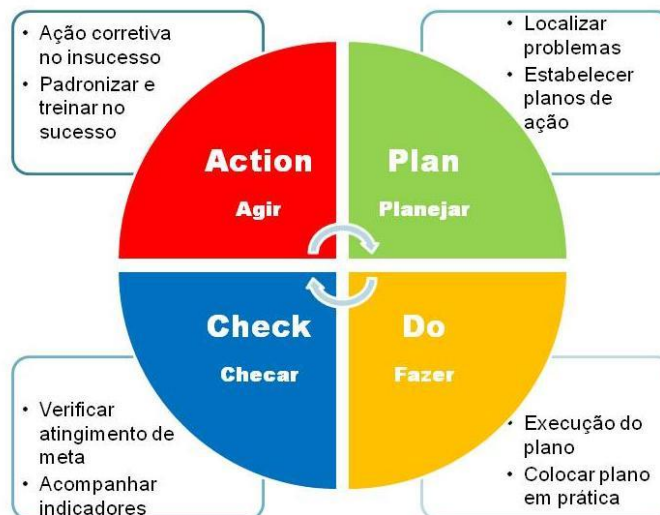 • Ação corretiva
no insucesso
• Padronizar e
treinar no
sucesso
• Localizar
problemas
• Estabelecer
planos de
ação
Action
Agir
Plan
Planejar
Check
Checar
Do
Fazer
• Verificar
atingimento de
meta
• Acompanhar
indicadores
• Execução do
plano
• Colocar plano
em prática